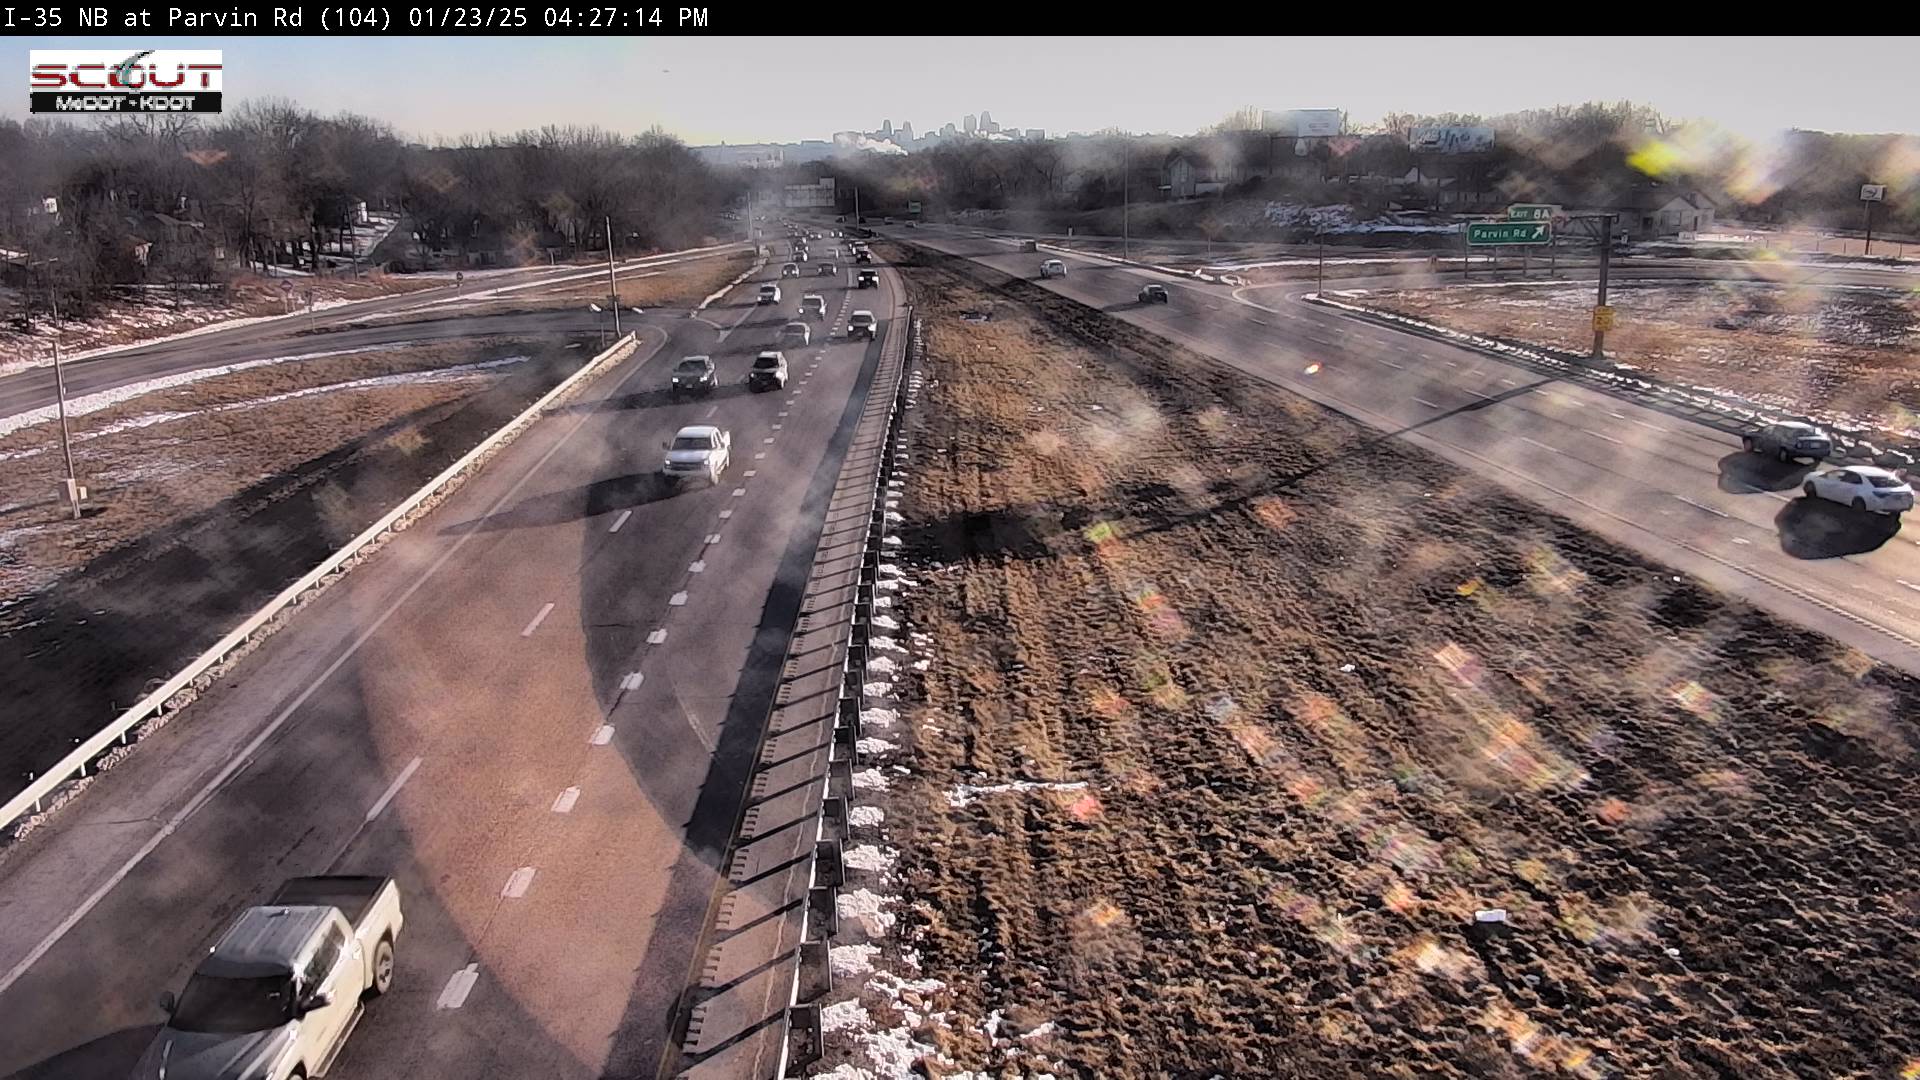 I-35 NB at Parvin Rd (104) 01/23/25 04:27:14 PM
SCOUT
MoDOT - KDOT
EXIT 8A
Parvin Rd